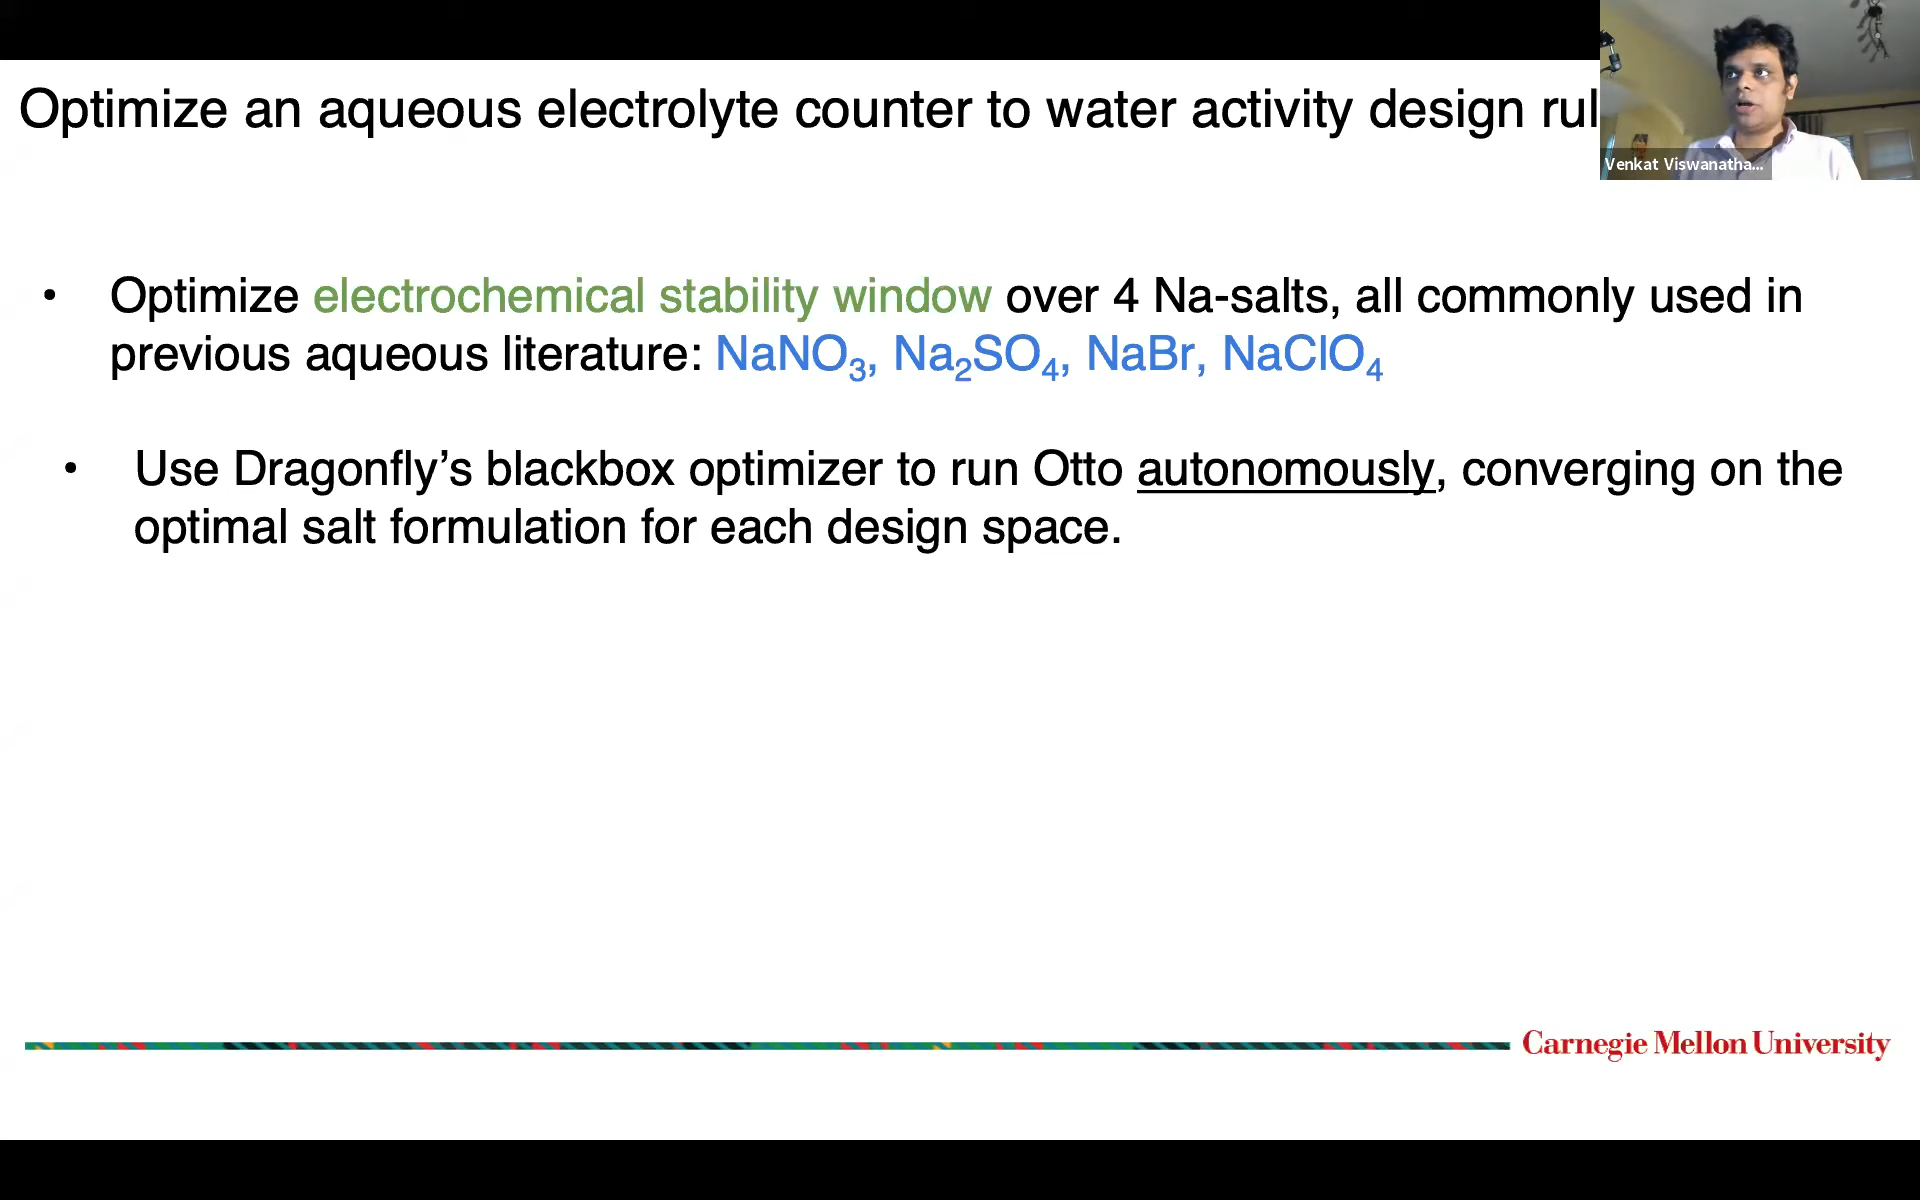 Optimize an aqueous electrolyte counter to water activity design rul
Venkat Viswanatha...
• Optimize electrochemical stability window over 4 Na-salts, all commonly used in
previous aqueous literature: NaNO₃, Na₂SO₄, NaBr, NaClO₄
• Use Dragonfly’s blackbox optimizer to run Otto autonomously, converging on the
optimal salt formulation for each design space.
Carnegie Mellon University